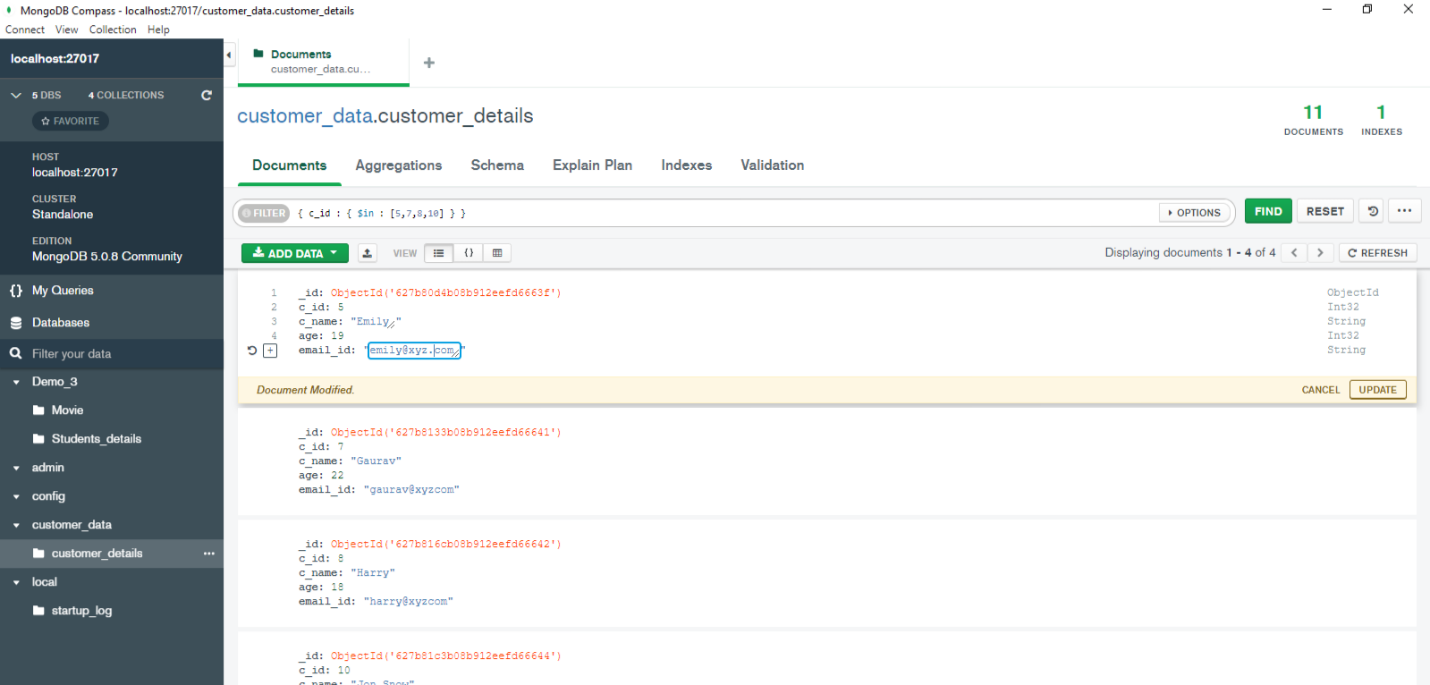 MongoDB Compass - localhost:27017/customer_data.customer_details
Connect View Collection Help
localhost:27017
5 DBS 4 COLLECTIONS
FAVORITE
HOST
localhost:27017
CLUSTER
Standalone
EDITION
MongoDB 5.0.8 Community
{} My Queries
Databases
Filter your data
Demo_3
Movie
Students_details
admin
config
customer_data
customer_details ...
local
startup_log
Documents
customer_data.cu...
+
customer_data.customer_details
11
DOCUMENTS
1
INDEXES
Documents Aggregations Schema Explain Plan Indexes Validation
FILTER { c_id : { $in : [5,7,8,10] } } OPTIONS FIND RESET ...
ADD DATA VIEW {} Displaying documents 1 - 4 of 4 < > REFRESH
1 _id: ObjectId('627b80d4b08b912eefd6663f') ObjectId
2 c_id: 5 Int32
3 c_name: "Emily" String
4 age: 19 Int32
+ email_id: "emily@xyz.com" String
Document Modified. CANCEL UPDATE
_id: ObjectId('627b8133b08b912eefd66641')
c_id: 7
c_name: "Gaurav"
age: 22
email_id: "gaurav@xyzcom"
_id: ObjectId('627b816cb08b912eefd66642')
c_id: 8
c_name: "Harry"
age: 18
email_id: "harry@xyzcom"
_id: ObjectId('627b81c3b08b912eefd66644')
c_id: 10
c_name: "Jon Snow"